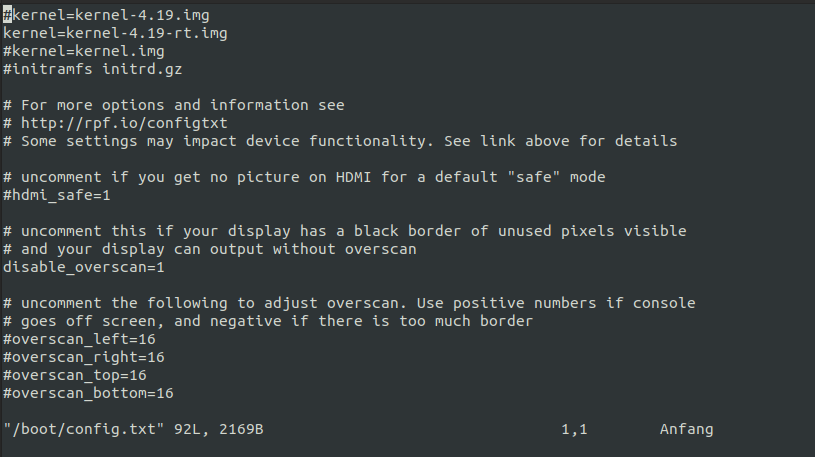 #kernel=kernel-4.19.img
kernel=kernel-4.19-rt.img
#kernel=kernel.img
#initramfs initrd.gz

# For more options and information see
# http://rpf.io/configtxt
# Some settings may impact device functionality. See link above for details

# uncomment if you get no picture on HDMI for a default "safe" mode
#hdmi_safe=1

# uncomment this if your display has a black border of unused pixels visible
# and your display can output without overscan
disable_overscan=1

# uncomment the following to adjust overscan. Use positive numbers if console
# goes off screen, and negative if there is too much border
#overscan_left=16
#overscan_right=16
#overscan_top=16
#overscan_bottom=16

"/boot/config.txt" 92L, 2169B 1,1 Anfang